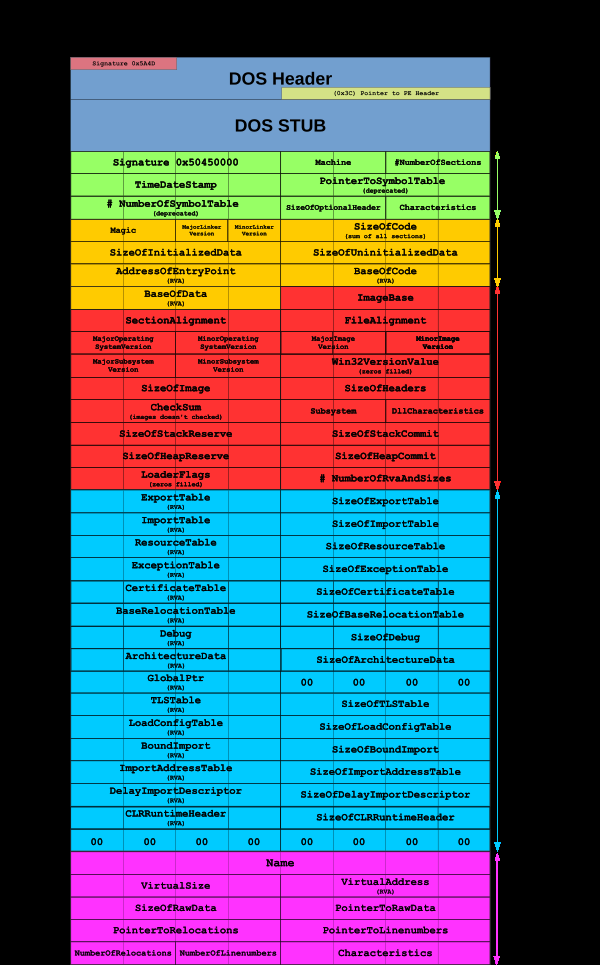 Signature 0x5A4D
DOS Header
(0x3C) Pointer to PE Header
DOS STUB
Signature 0x50450000 Machine #NumberOfSections
TimeDateStamp PointerToSymbolTable
(deprecated)
# NumberOfSymbolTable SizeOfOptionalHeader Characteristics
(deprecated)
Magic MajorLinker Version MinorLinker Version SizeOfCode
(sum of all sections)
SizeOfInitializedData SizeOfUninitializedData
AddressOfEntryPoint BaseOfCode
(RVA) (RVA)
BaseOfData ImageBase
(RVA)
SectionAlignment FileAlignment
MajorOperating MinorOperating MajorImage MinorImage
SystemVersion SystemVersion Version Version
MajorSubsystem MinorSubsystem Win32VersionValue
Version Version (zeros filled)
SizeOfImage SizeOfHeaders
CheckSum Subsystem DllCharacteristics
(images doesn't checked)
SizeOfStackReserve SizeOfStackCommit
SizeOfHeapReserve SizeOfHeapCommit
LoaderFlags # NumberOfRvaAndSizes
(zeros filled)
ExportTable SizeOfExportTable
(RVA)
ImportTable SizeOfImportTable
(RVA)
ResourceTable SizeOfResourceTable
(RVA)
ExceptionTable SizeOfExceptionTable
(RVA)
CertificateTable SizeOfCertificateTable
(RVA)
BaseRelocationTable SizeOfBaseRelocationTable
(RVA)
Debug SizeOfDebug
(RVA)
ArchitectureData SizeOfArchitectureData
(RVA)
GlobalPtr 00 00 00 00
(RVA)
TLSTable SizeOfTLSTable
(RVA)
LoadConfigTable SizeOfLoadConfigTable
(RVA)
BoundImport SizeOfBoundImport
(RVA)
ImportAddressTable SizeOfImportAddressTable
(RVA)
DelayImportDescriptor SizeOfDelayImportDescriptor
(RVA)
CLRRuntimeHeader SizeOfCLRRuntimeHeader
(RVA)
00 00 00 00 00 00 00 00
Name
VirtualSize VirtualAddress
(RVA)
SizeOfRawData PointerToRawData
PointerToRelocations PointerToLinenumbers
NumberOfRelocations NumberOfLinenumbers Characteristics